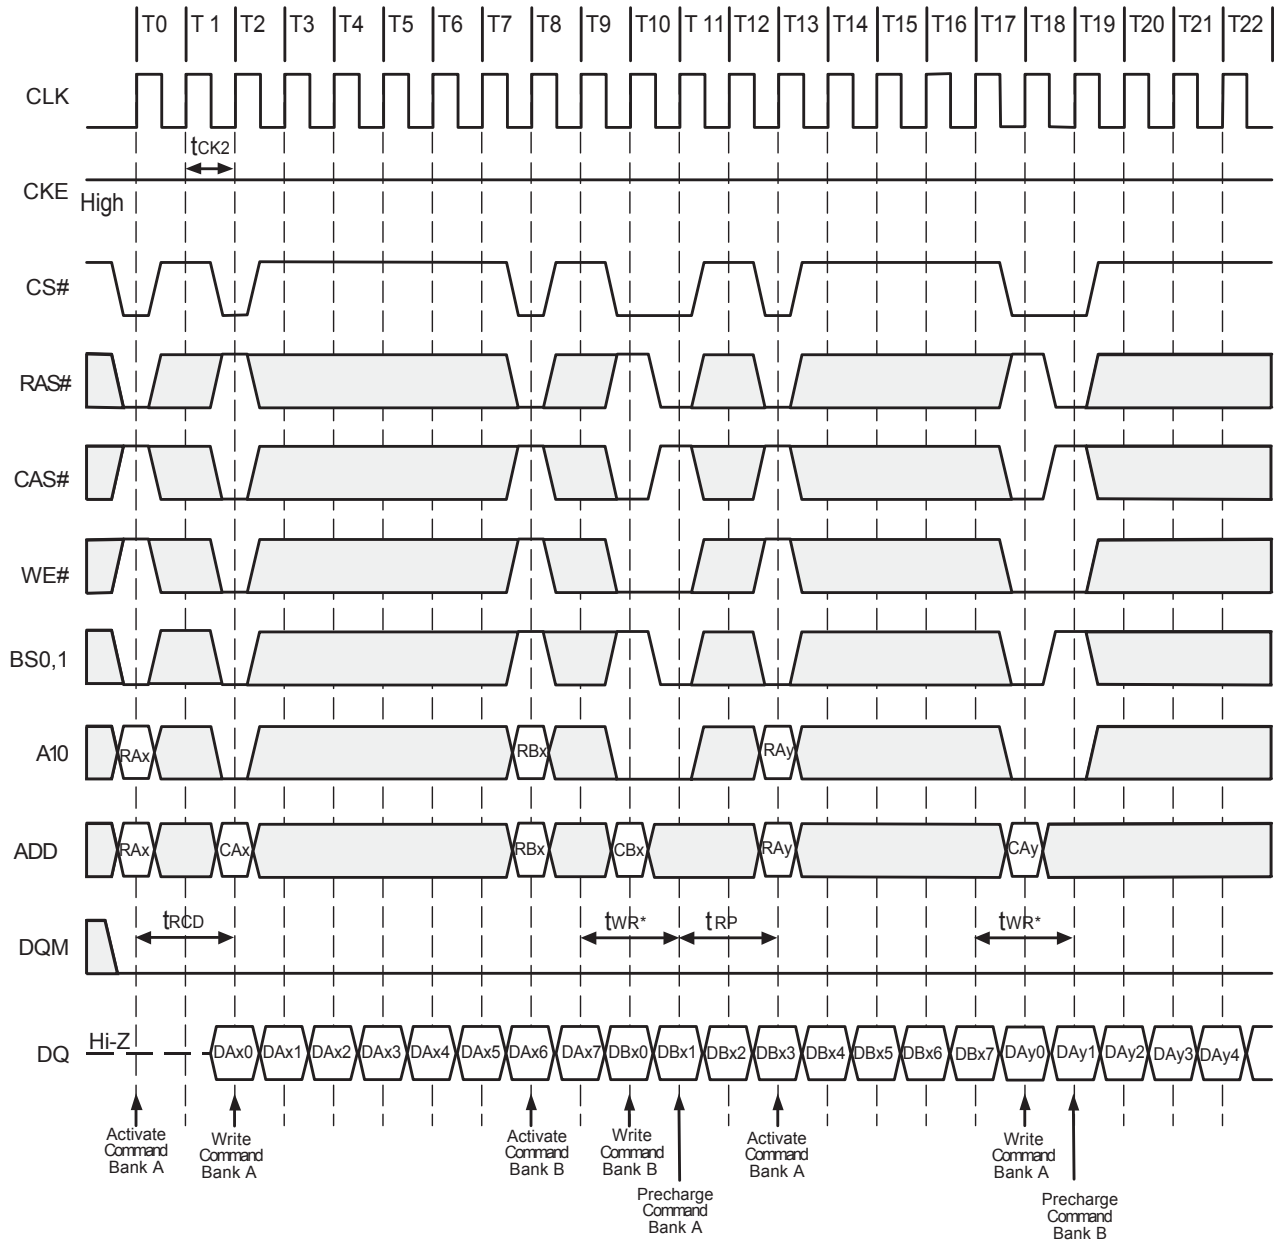 T0 T 1 T2 T3 T4 T5 T6 T7 T8 T9 T10 T 11 T12 T13 T14 T15 T16 T17 T18 T19 T20 T21 T22
CLK
tCK2
CKE
High
CS#
RAS#
CAS#
WE#
BS0,1
A10
RAx RBx RAy
ADD
RAx CAx RBx CBx RAy CAy
tRCD tWR* tRP tWR*
DQM
Hi-Z
DQ
DAx0 DAx1 DAx2 DAx3 DAx4 DAx5 DAx6 DAx7 DBx0 DBx1 DBx2 DBx3 DBx4 DBx5 DBx6 DBx7 DAy0 DAy1 DAy2 DAy3 DAy4
Activate
Command
Bank A
Write
Command
Bank A
Activate
Command
Bank B
Write
Command
Bank B
Precharge
Command
Bank A
Activate
Command
Bank A
Write
Command
Bank A
Precharge
Command
Bank B